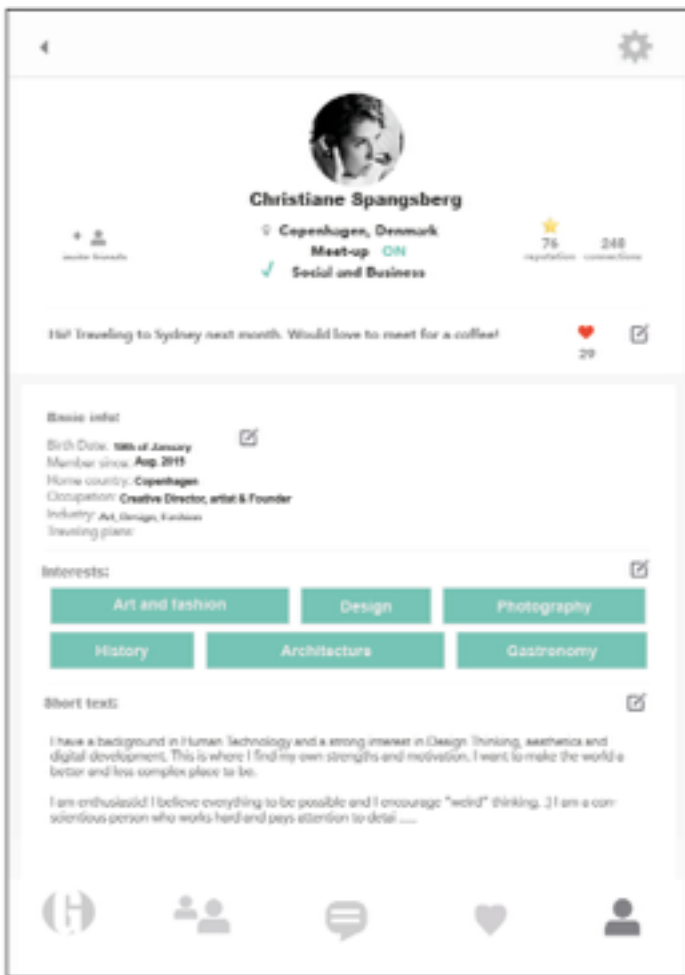 Christiane Spangsberg
Copenhagen, Denmark
Meet-up ON
Social and Business
76
reputation
248
connections
Hi! Traveling to Sydney next month. Would love to meet for a coffee!
29
Basic info:
Birth Date: of January
Member since: Aug. 2015
Home country: Copenhagen
Occupation: Creative Director, artist & Founder
Industry: Art, Design, Fashion
Traveling plans:
Interests:
Art and fashion Design Photography
History Architecture Gastronomy
Short text:
I have a background in Human Technology and a strong interest in Design Thinking, aesthetics and
digital development. This is where I find my own strengths and motivation. I want to make the world a
better and less complex place to be.
I am enthusiastic! I believe everything to be possible and I encourage "weird" thinking..;) I am a con-
scientious person who works hard and pays attention to detai ......